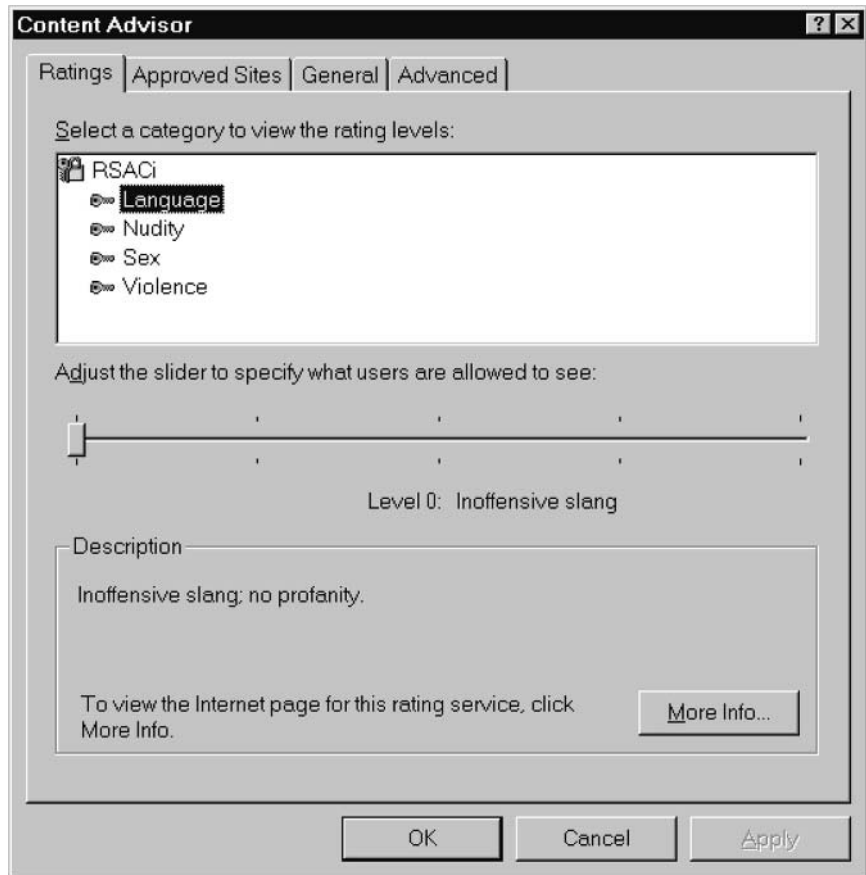 Content Advisor
Ratings Approved Sites General Advanced
Select a category to view the rating levels:
RSACi
Language
Nudity
Sex
Violence
Adjust the slider to specify what users are allowed to see:
Level 0: Inoffensive slang
Description
Inoffensive slang; no profanity.
To view the Internet page for this rating service, click
More Info.
More Info...
OK Cancel Apply